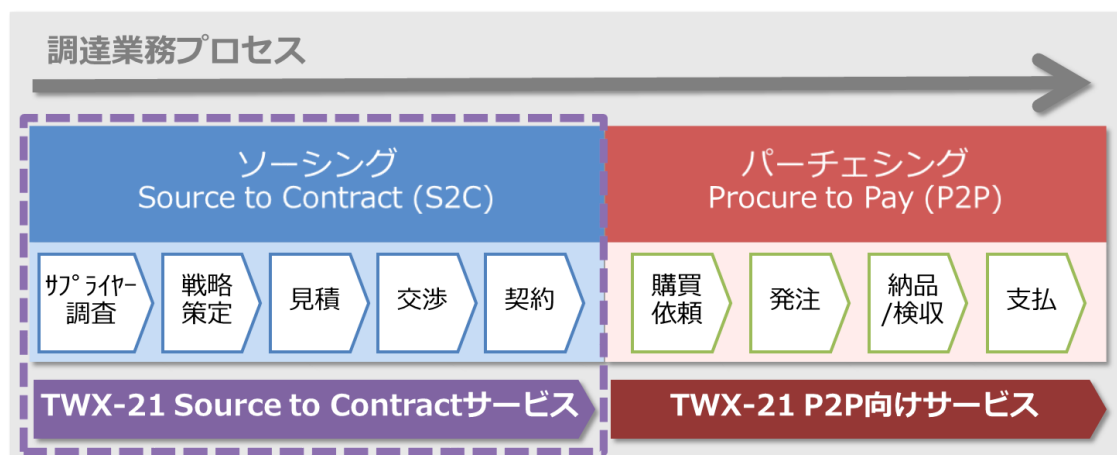 調達業務プロセス
ソーシング
Source to Contract (S2C)
パーチェシング
Procure to Pay (P2P)
ｻﾌﾟﾗｲﾔｰ
調査
戦略
策定
見積
交渉
契約
購買
依頼
発注
納品
/検収
支払
TWX-21 Source to Contractサービス
TWX-21 P2P向けサービス